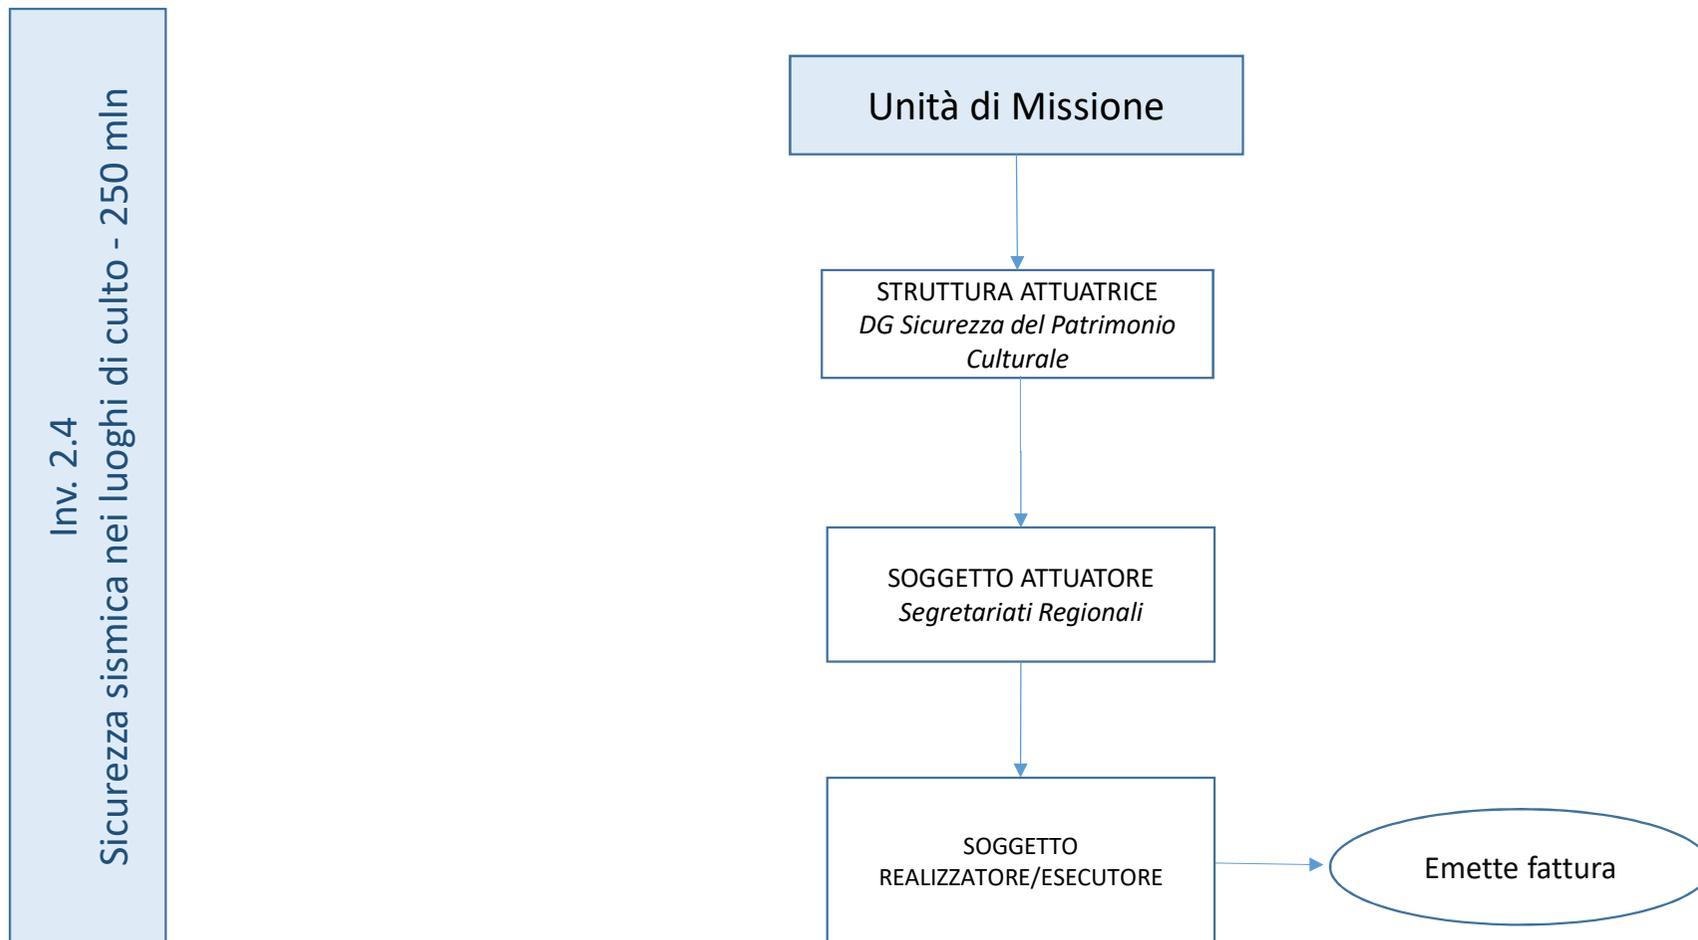 Inv. 2.4
Sicurezza sismica nei luoghi di culto - 250 mln
Unità di Missione
STRUTTURA ATTUATRICE
DG Sicurezza del Patrimonio
Culturale
SOGGETTO ATTUATORE
Segretariati Regionali
SOGGETTO
REALIZZATORE/ESECUTORE
Emette fattura